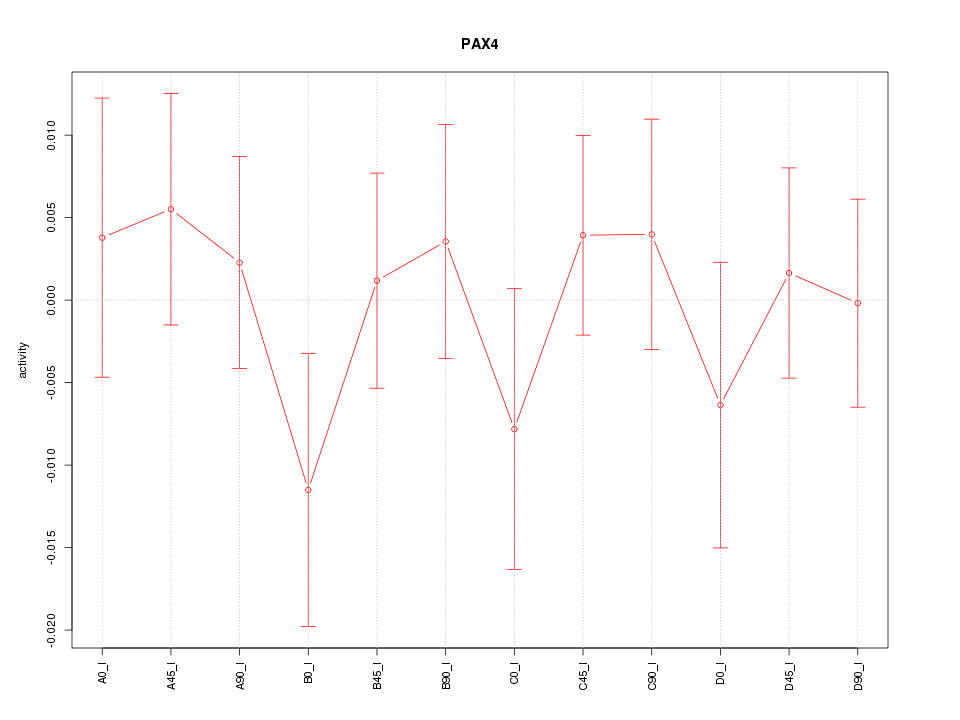 PAX4
activity
0.010
0.005
0.000
-0.005
-0.010
-0.015
-0.020
A0_I
A45_I
A90_I
B0_I
B45_I
B90_I
C0_I
C45_I
C90_I
D0_I
D45_I
D90_I